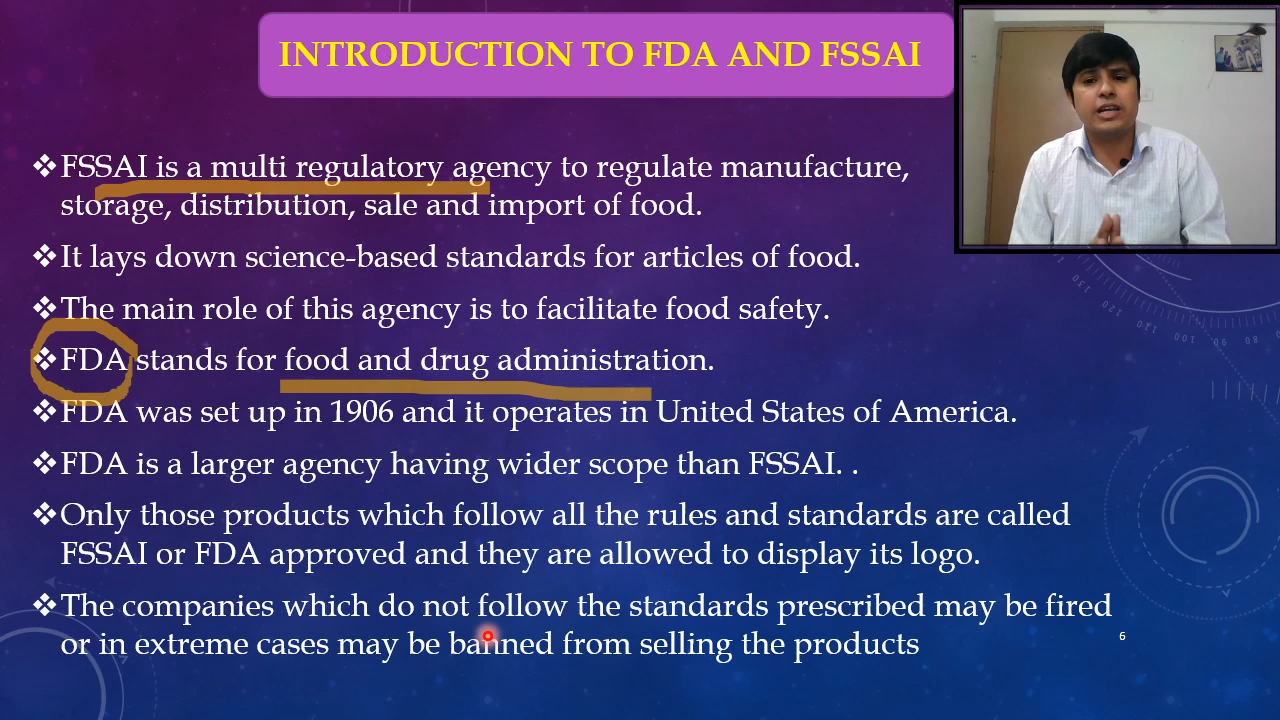 INTRODUCTION TO FDA AND FSSAI
❖FSSAI is a multi regulatory agency to regulate manufacture,
storage, distribution, sale and import of food.
❖It lays down science-based standards for articles of food.
❖The main role of this agency is to facilitate food safety.
❖FDA stands for food and drug administration.
❖FDA was set up in 1906 and it operates in United States of America.
❖FDA is a larger agency having wider scope than FSSAI. .
❖Only those products which follow all the rules and standards are called
FSSAI or FDA approved and they are allowed to display its logo.
❖The companies which do not follow the standards prescribed may be fired
or in extreme cases may be banned from selling the products
6